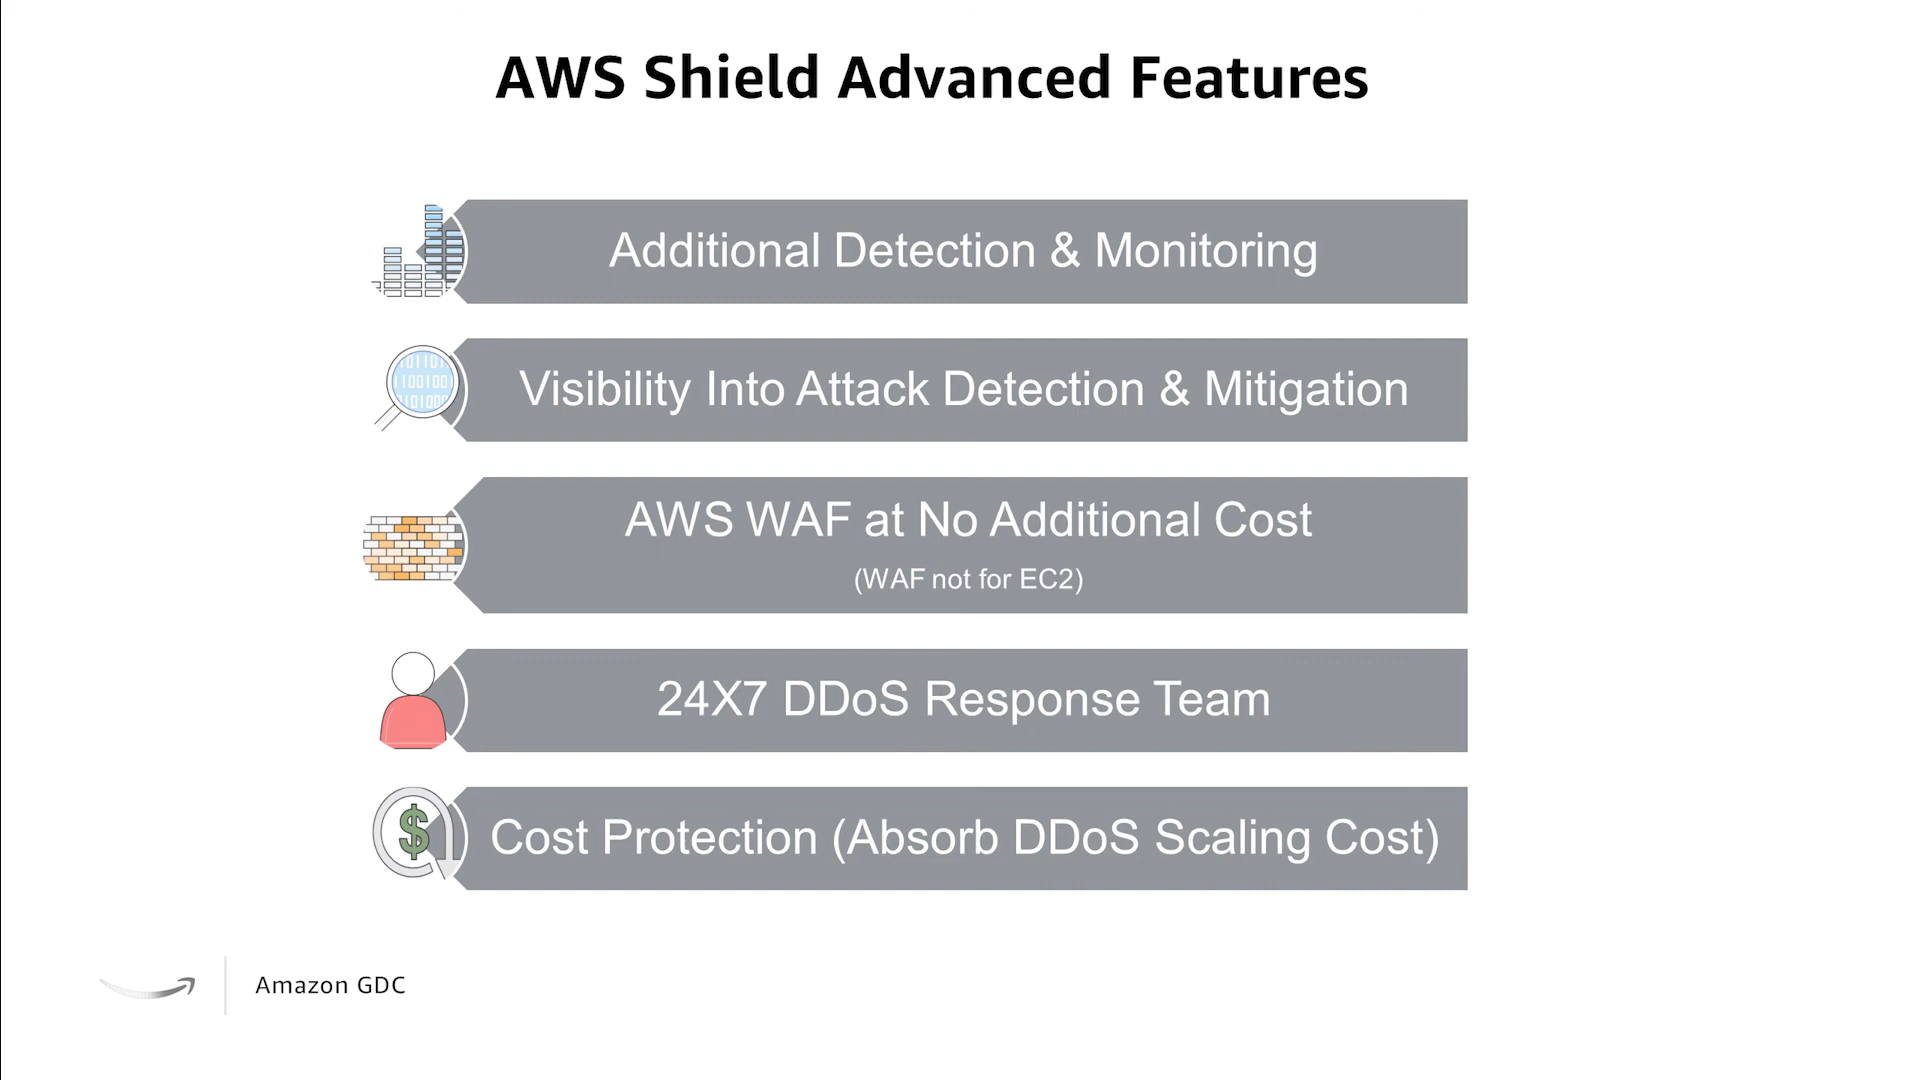 AWS Shield Advanced Features
Additional Detection & Monitoring
Visibility Into Attack Detection & Mitigation
AWS WAF at No Additional Cost
(WAF not for EC2)
24X7 DDoS Response Team
Cost Protection (Absorb DDoS Scaling Cost)
Amazon GDC